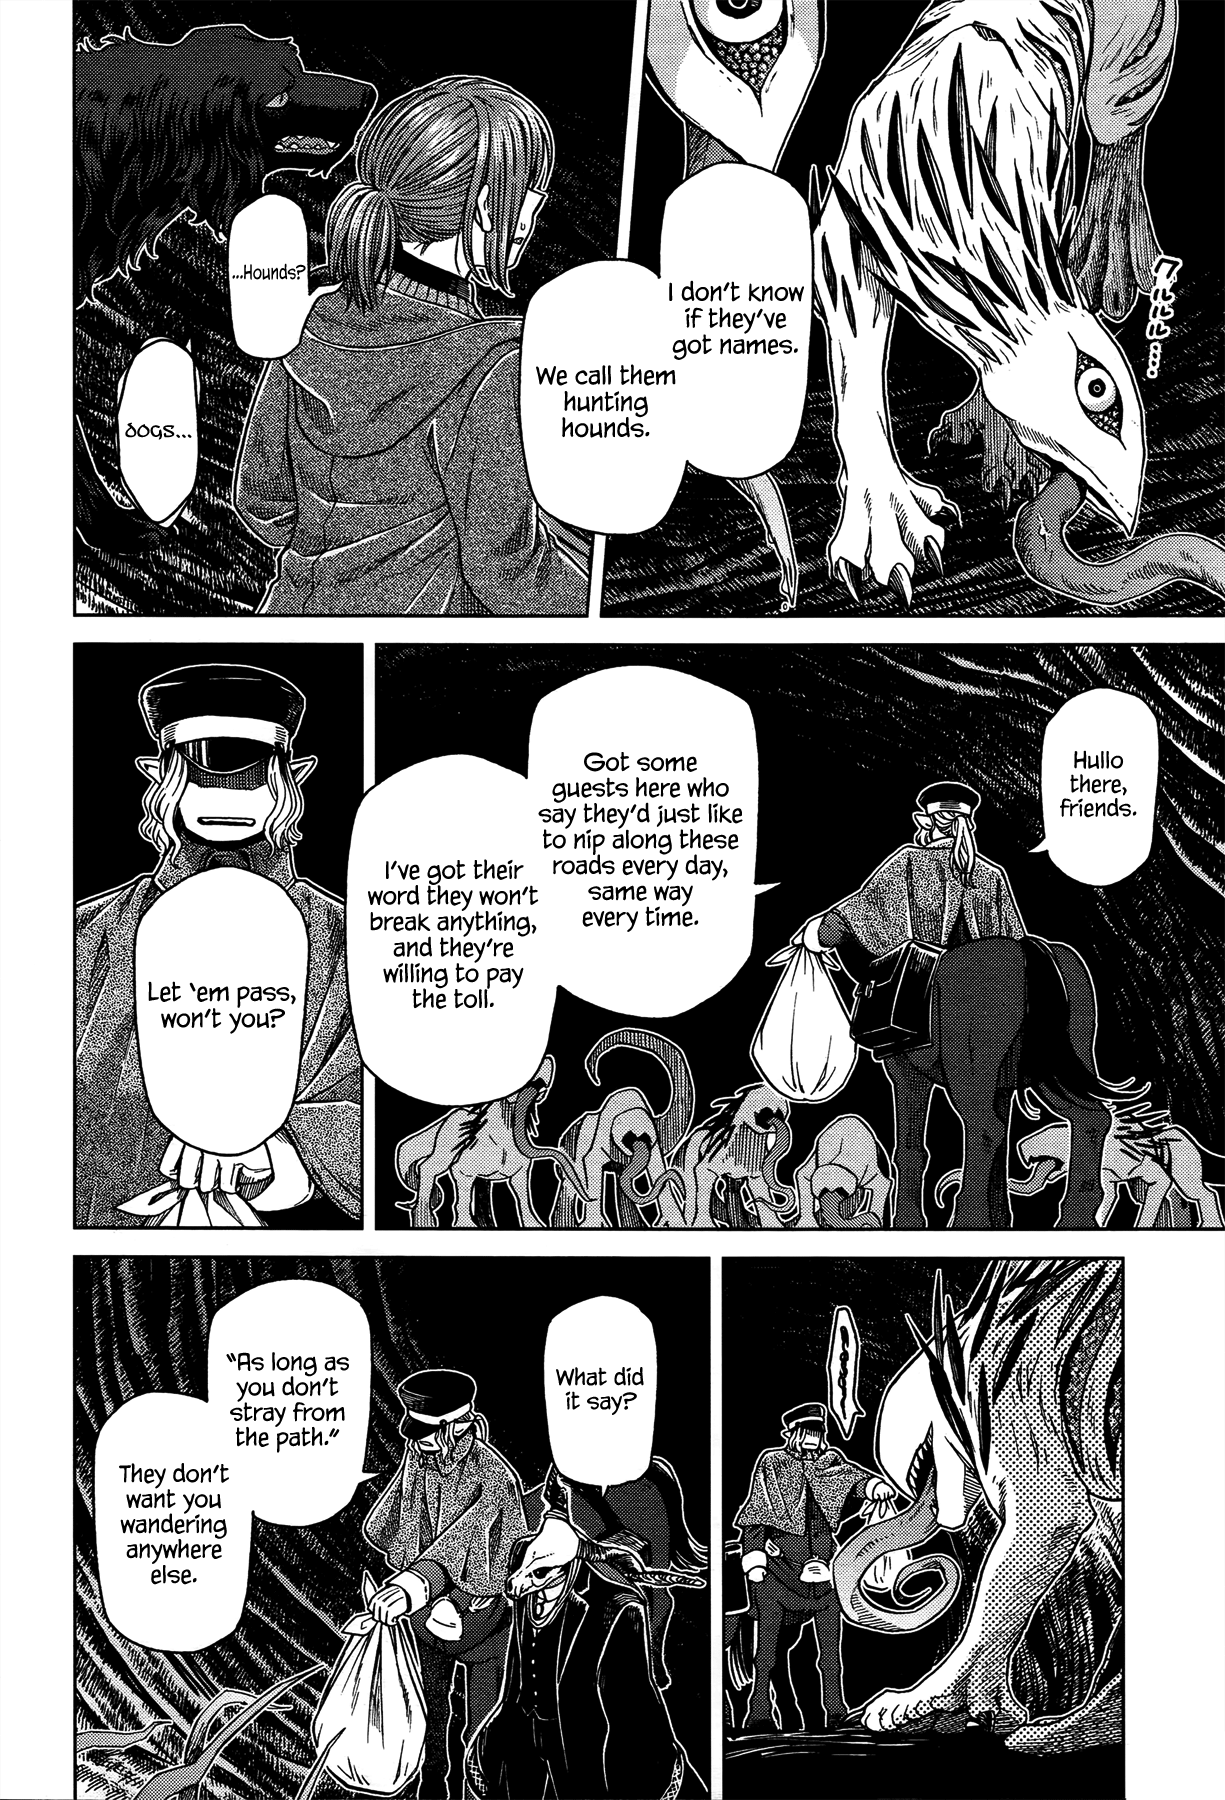 I don't know
if they've
got names.
We call them
hunting
hounds.
グルルル……
...Hounds?
DOGS...
Hullo
there,
friends.
Got some
guests here who
say they'd just like
to nip along these
roads every day,
same way
every time.
I've got their
word they won't
break anything,
and they're
willing to pay
the toll.
Let 'em pass,
won't you?
What did
it say?
"As long as
you don't
stray from
the path."
They don't
want you
wandering
anywhere
else.